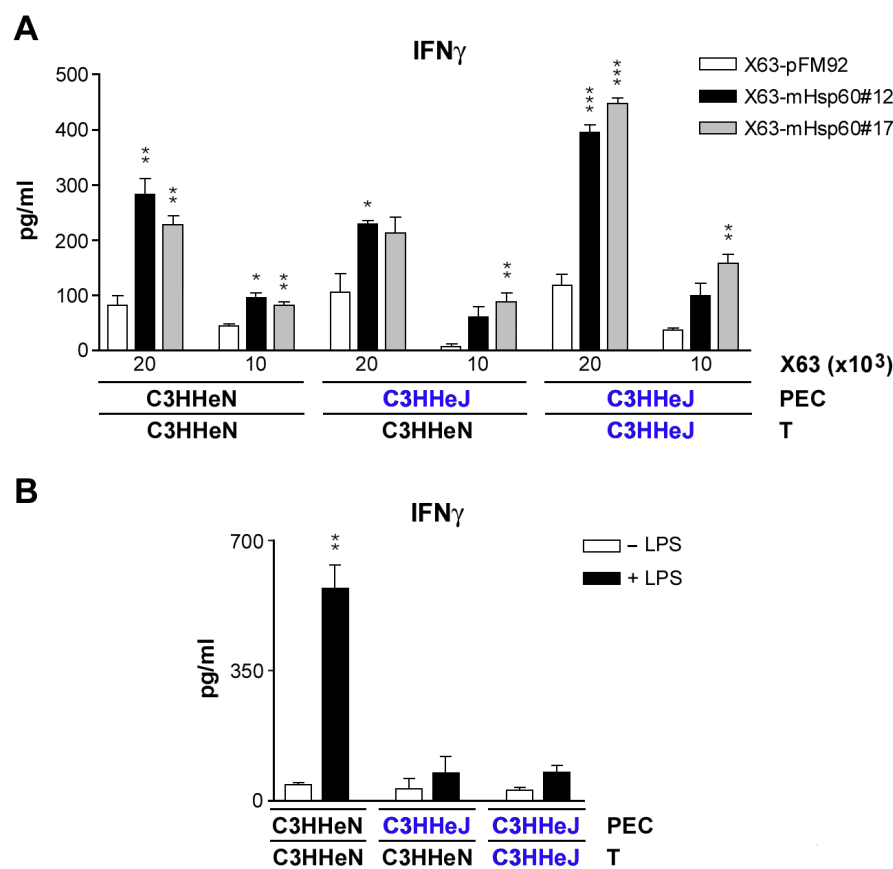 A
IFNγ
X63-pFM92
X63-mHsp60#12
X63-mHsp60#17
pg/ml
500
400
300
200
100
0
** ** * ** * ** *** *** **
20 10 20 10 20 10 X63 (x10³)
C3HHeN C3HHeJ C3HHeJ PEC
C3HHeN C3HHeN C3HHeJ T
B
IFNγ
– LPS
+ LPS
pg/ml
700
350
0
**
C3HHeN C3HHeJ C3HHeJ PEC
C3HHeN C3HHeN C3HHeJ T